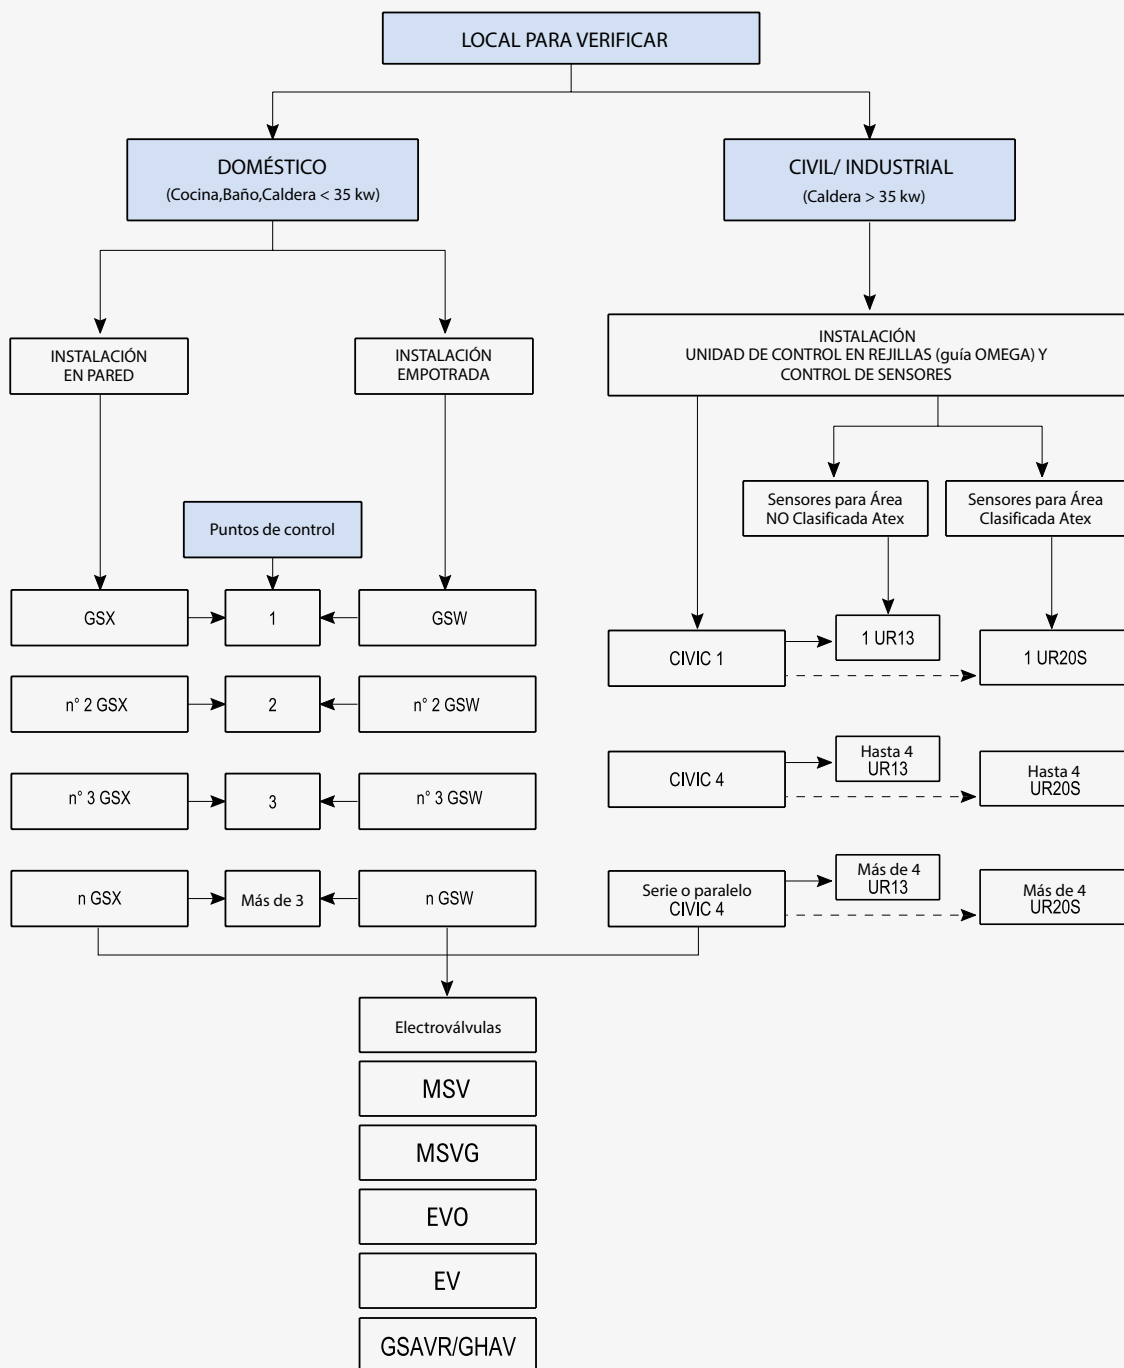 LOCAL PARA VERIFICAR
DOMÉSTICO
(Cocina,Baño,Caldera < 35 kw)
CIVIL/ INDUSTRIAL
(Caldera > 35 kw)
INSTALACIÓN
EN PARED
INSTALACIÓN
EMPOTRADA
INSTALACIÓN
UNIDAD DE CONTROL EN REJILLAS (guía OMEGA) Y
CONTROL DE SENSORES
Sensores para Área
NO Clasificada Atex
Sensores para Área
Clasificada Atex
Puntos de control
GSX
1
GSW
CIVIC 1
1 UR13
1 UR20S
n° 2 GSX
2
n° 2 GSW
n° 3 GSX
3
n° 3 GSW
CIVIC 4
Hasta 4
UR13
Hasta 4
UR20S
n GSX
Más de 3
n GSW
Serie o paralelo
CIVIC 4
Más de 4
UR13
Más de 4
UR20S
Electroválvulas
MSV
MSVG
EVO
EV
GSAVR/GHAV